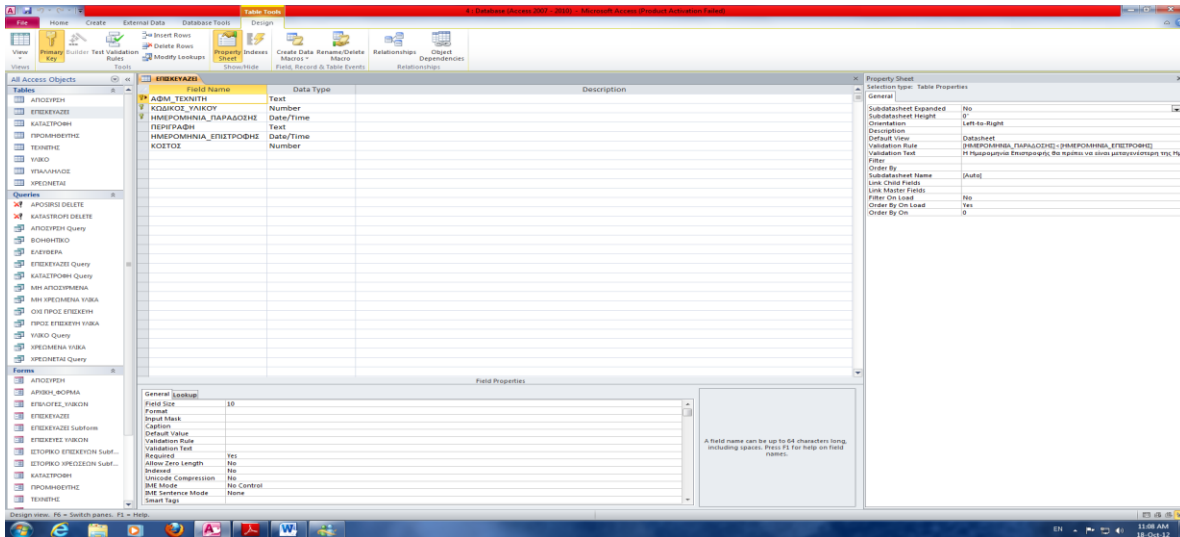 Table Tools
4 : Database (Access 2007 - 2010) - Microsoft Access (Product Activation Failed)
File Home Create External Data Database Tools Design
View
Primary Key
Builder
Test Validation Rules
Insert Rows
Delete Rows
Modify Lookups
Property Sheet
Indexes
Create Data Macros
Rename/Delete Macro
Relationships
Object Dependencies
Views Tools Show/Hide Field, Record & Table Events Relationships
All Access Objects
Tables
ΑΠΟΣΥΡΣΗ
ΕΠΙΣΚΕΥΑΖΕΙ
ΚΑΤΑΣΤΡΟΦΗ
ΠΡΟΜΗΘΕΥΤΗΣ
ΤΕΧΝΙΤΗΣ
ΥΛΙΚΟ
ΥΠΑΛΛΗΛΟΣ
ΧΡΕΩΝΕΤΑΙ
Queries
APOSIRSI DELETE
KATASTROFI DELETE
ΑΠΟΣΥΡΣΗ Query
ΒΟΗΘΗΤΙΚΟ
ΕΛΕΥΘΕΡΑ
ΕΠΙΣΚΕΥΑΖΕΙ Query
ΚΑΤΑΣΤΡΟΦΗ Query
ΜΗ ΑΠΟΣΥΡΜΕΝΑ
ΜΗ ΧΡΕΩΜΕΝΑ ΥΛΙΚΑ
ΟΧΙ ΠΡΟΣ ΕΠΙΣΚΕΥΗ
ΠΡΟΣ ΕΠΙΣΚΕΥΗ ΥΛΙΚΑ
ΥΛΙΚΟ Query
ΧΡΕΩΜΕΝΑ ΥΛΙΚΑ
ΧΡΕΩΝΕΤΑΙ Query
Forms
ΑΠΟΣΥΡΣΗ
ΑΡΧΙΚΗ_ΦΟΡΜΑ
ΕΠΙΛΟΓΕΣ_ΥΛΙΚΩΝ
ΕΠΙΣΚΕΥΑΖΕΙ
ΕΠΙΣΚΕΥΑΖΕΙ Subform
ΕΠΙΣΚΕΥΕΣ ΥΛΙΚΩΝ
ΙΣΤΟΡΙΚΟ ΕΠΙΣΚΕΥΩΝ Subf...
ΙΣΤΟΡΙΚΟ ΧΡΕΩΣΕΩΝ Subf...
ΚΑΤΑΣΤΡΟΦΗ
ΠΡΟΜΗΘΕΥΤΗΣ
ΤΕΧΝΙΤΗΣ
ΕΠΙΣΚΕΥΑΖΕΙ
Field Name Data Type Description
ΑΦΜ_ΤΕΧΝΙΤΗ Text
ΚΩΔΙΚΟΣ_ΥΛΙΚΟΥ Number
ΗΜΕΡΟΜΗΝΙΑ_ΠΑΡΑΔΟΣΗΣ Date/Time
ΠΕΡΙΓΡΑΦΗ Text
ΗΜΕΡΟΜΗΝΙΑ_ΕΠΙΣΤΡΟΦΗΣ Date/Time
ΚΟΣΤΟΣ Number
Field Properties
General Lookup
Field Size 10
Format
Input Mask
Caption
Default Value
Validation Rule
Validation Text
Required Yes
Allow Zero Length No
Indexed No
Unicode Compression No
IME Mode No Control
IME Sentence Mode None
Smart Tags
A field name can be up to 64 characters long,
including spaces. Press F1 for help on field
names.
Property Sheet
Selection type: Table Properties
General
Subdatasheet Expanded No
Subdatasheet Height 0"
Orientation Left-to-Right
Description
Default View Datasheet
Validation Rule [ΗΜΕΡΟΜΗΝΙΑ_ΠΑΡΑΔΟΣΗΣ]<[ΗΜΕΡΟΜΗΝΙΑ_ΕΠΙΣΤΡΟΦΗΣ]
Validation Text Η Ημερομηνία Επιστροφής θα πρέπει να είναι μεταγενέστερη της Ημ
Filter
Order By
Subdatasheet Name [Auto]
Link Child Fields
Link Master Fields
Filter On Load No
Order By On Load Yes
Order By On 0
Design view. F6 = Switch panes. F1 = Help.
EN
11:08 AM
18-Oct-12